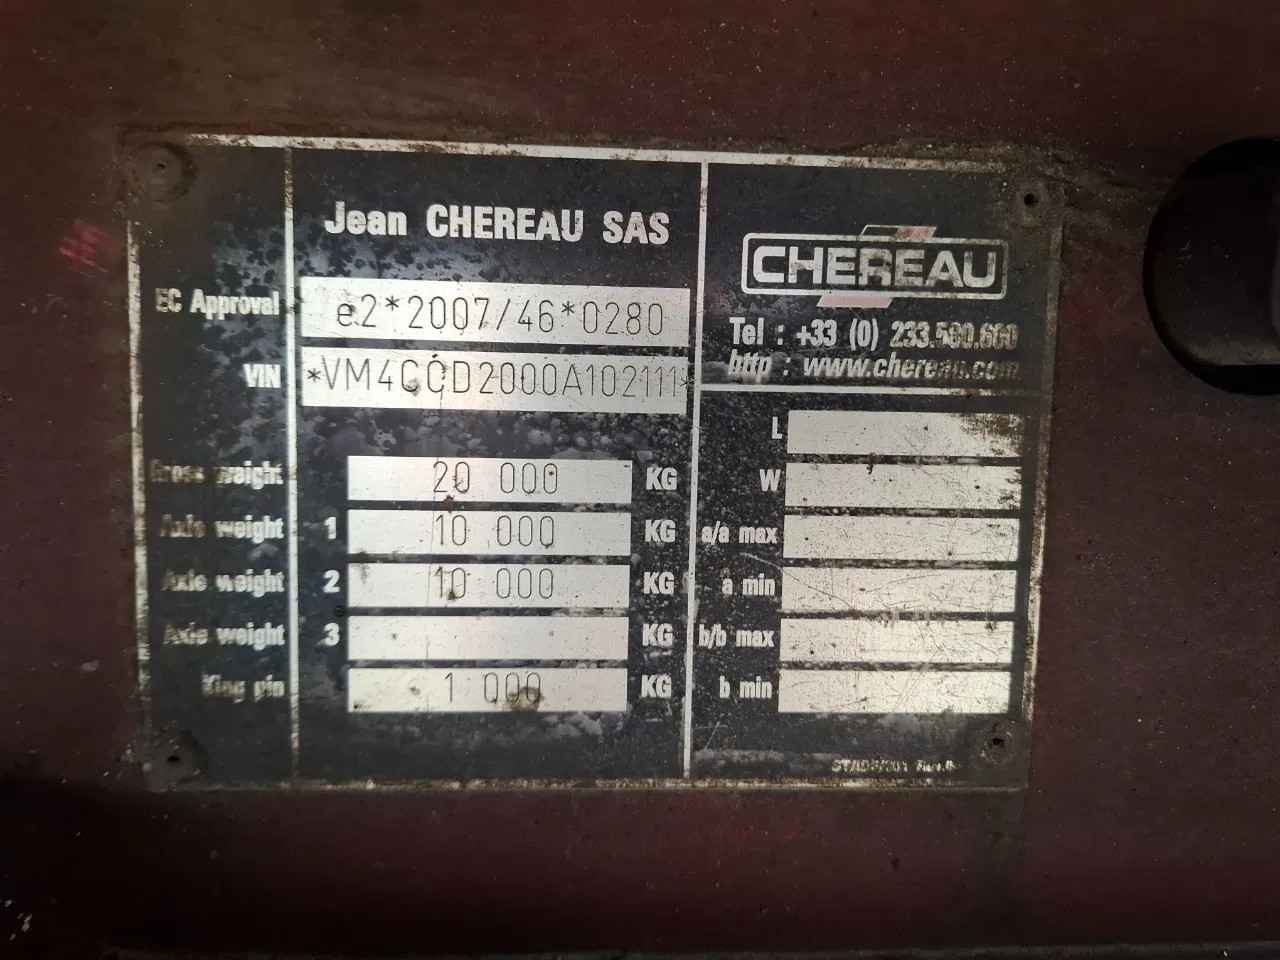 Jean CHEREAU SAS
EC Approval e2*2007/46*0280
VIN *VM4CCD2000A102111*
Gross weight 20 000 KG
Axle weight 1 10 000 KG
Axle weight 2 10 000 KG
Axle weight 3 KG
King pin 1 000 KG
CHEREAU
Tel : +33 (0) 233.580.600
http : www.chereau.com
L
W
a/a max
a min
b/b max
b min